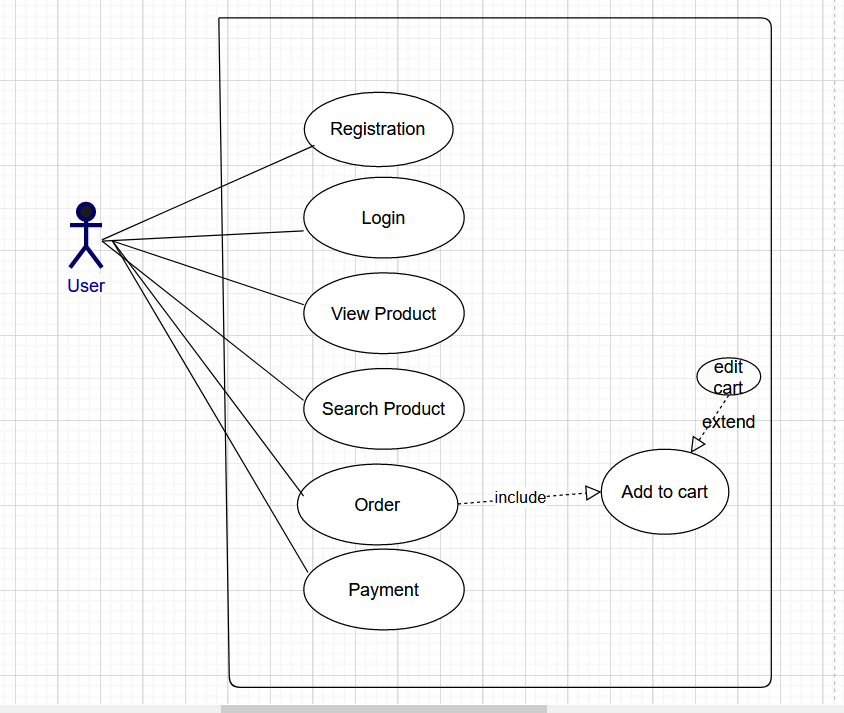 Registration
Login
User
View Product
edit
cart
Search Product
extend
Add to cart
include
Order
Payment